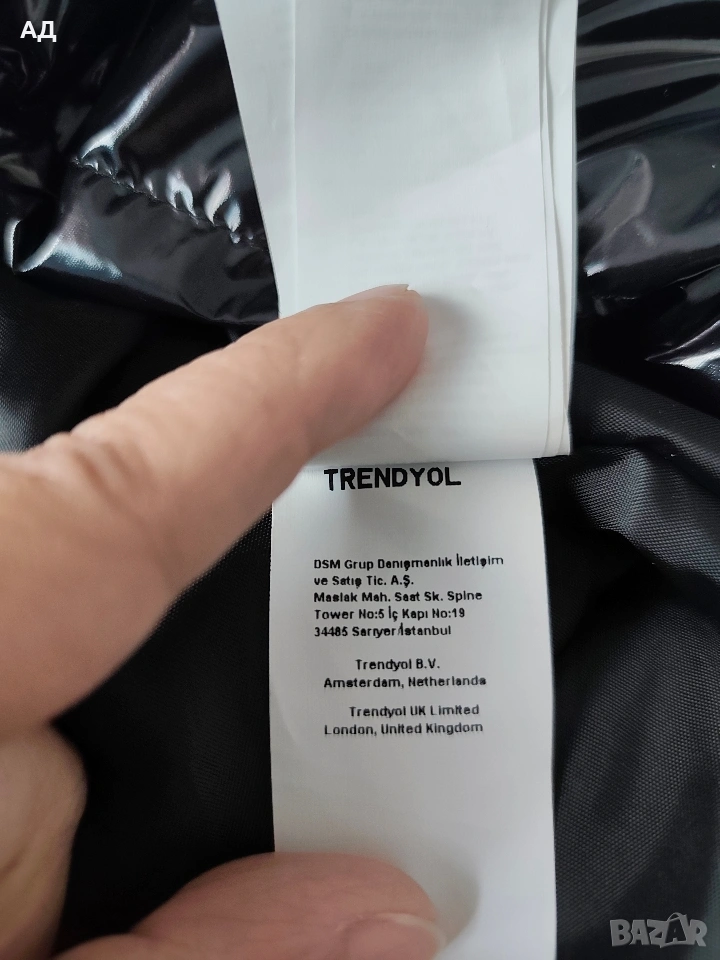 АД
TRENDYOL
DSM Grup Danışmanlık İletişim
ve Satış Tic. A.Ş.
Maslak Mah. Saat Sk. Spine
Tower No:5 İç Kapı No:19
34485 Sarıyer/İstanbul
Trendyol B.V.
Amsterdam, Netherlands
Trendyol UK Limited
London, United Kingdom
BAZAR